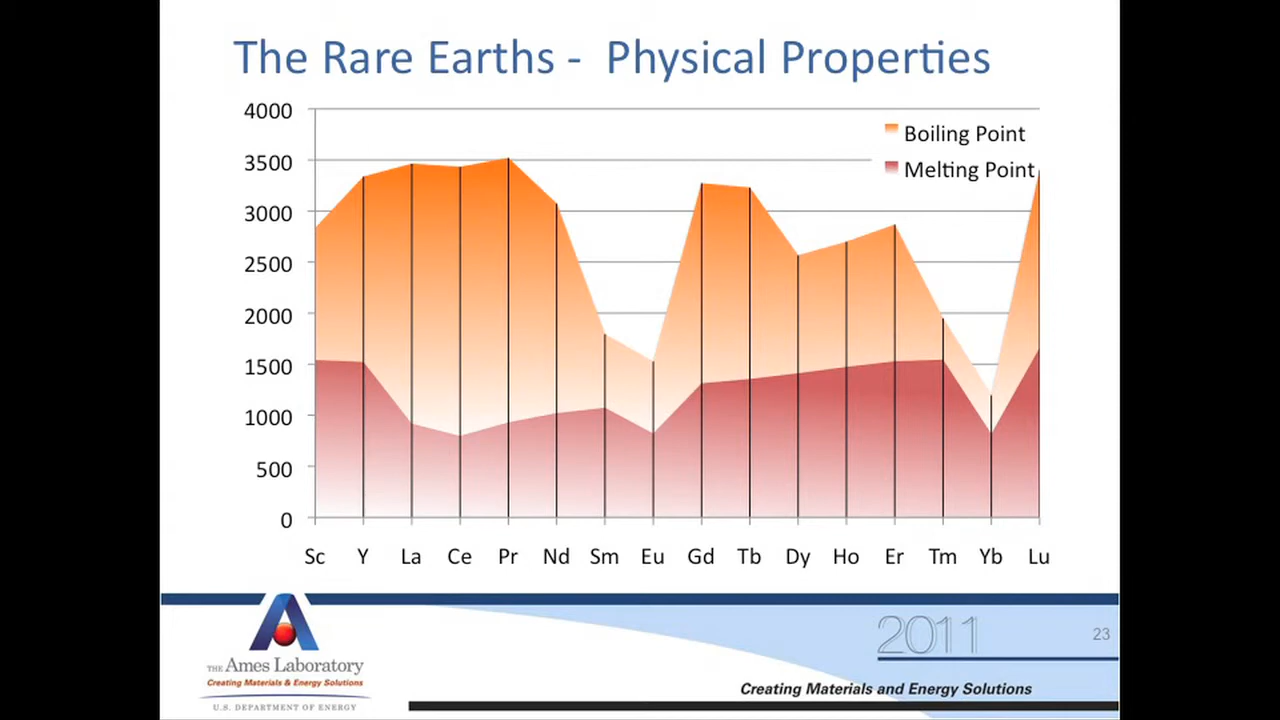 The Rare Earths -  Physical Properties
4000
3500
3000
2500
2000
1500
1000
500
0
Boiling Point
Melting Point
Sc Y La Ce Pr Nd Sm Eu Gd Tb Dy Ho Er Tm Yb Lu
THE Ames Laboratory
Creating Materials & Energy Solutions
U.S. DEPARTMENT OF ENERGY
2011
23
Creating Materials and Energy Solutions